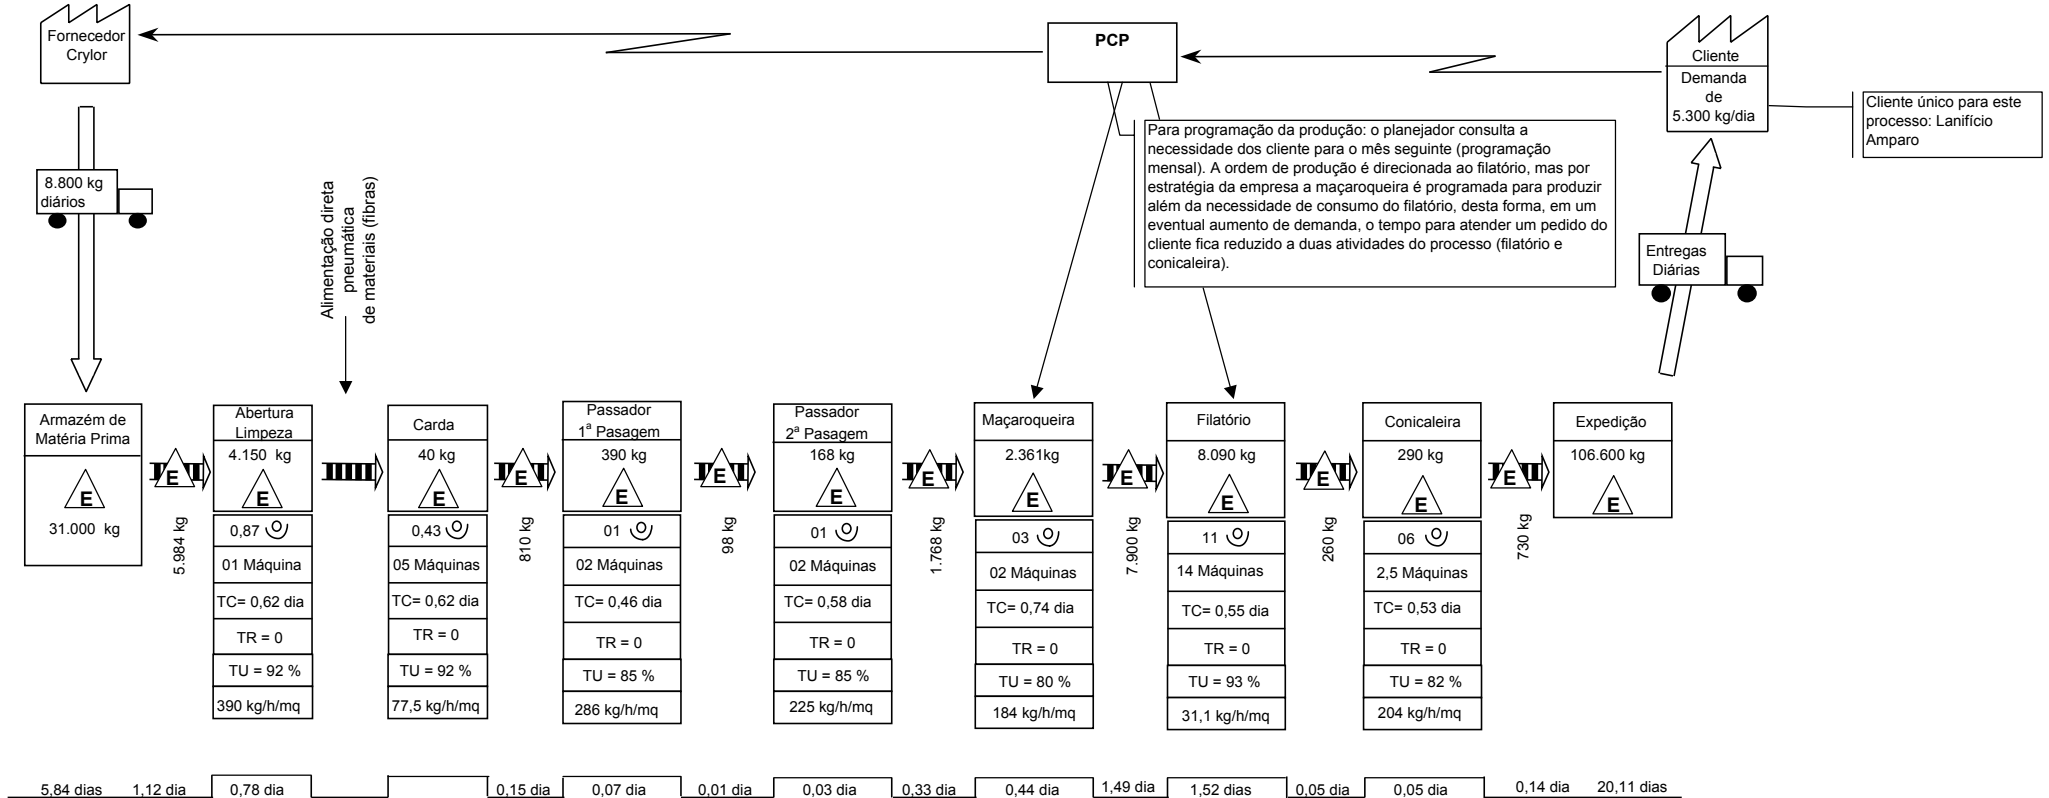 Fornecedor
Crylor
PCP
Cliente
Demanda
de
5.300 kg/dia
Cliente único para este
processo: Lanifício
Amparo
Para programação da produção: o planejador consulta a
necessidade dos cliente para o mês seguinte (programação
mensal). A ordem de produção é direcionada ao filatório, mas por
estratégia da empresa a maçaroqueira é programada para produzir
além da necessidade de consumo do filatório, desta forma, em um
eventual aumento de demanda, o tempo para atender um pedido do
cliente fica reduzido a duas atividades do processo (filatório e
conicaleira).
8.800 kg
diários
Alimentação direta
pneumática
de materiais (fibras)
Entregas
Diárias
Armazém de
Matéria Prima
E
31.000 kg
E
5.984 kg
Abertura
Limpeza
4.150 kg
E
0,87
01 Máquina
TC= 0,62 dia
TR = 0
TU = 92 %
390 kg/h/mq
Carda
40 kg
E
0,43
05 Máquinas
TC= 0,62 dia
TR = 0
TU = 92 %
77,5 kg/h/mq
E
810 kg
Passador
1ª Pasagem
390 kg
E
01
02 Máquinas
TC= 0,46 dia
TR = 0
TU = 85 %
286 kg/h/mq
E
98 kg
Passador
2ª Pasagem
168 kg
E
01
02 Máquinas
TC= 0,58 dia
TR = 0
TU = 85 %
225 kg/h/mq
E
1.768 kg
Maçaroqueira
2.361kg
E
03
02 Máquinas
TC= 0,74 dia
TR = 0
TU = 80 %
184 kg/h/mq
E
7.900 kg
Filatório
8.090 kg
E
11
14 Máquinas
TC= 0,55 dia
TR = 0
TU = 93 %
31,1 kg/h/mq
E
260 kg
Conicaleira
290 kg
E
06
2,5 Máquinas
TC= 0,53 dia
TR = 0
TU = 82 %
204 kg/h/mq
E
730 kg
Expedição
106.600 kg
E
5,84 dias
1,12 dia
0,78 dia
0,15 dia
0,07 dia
0,01 dia
0,03 dia
0,33 dia
0,44 dia
1,49 dia
1,52 dias
0,05 dia
0,05 dia
0,14 dia
20,11 dias